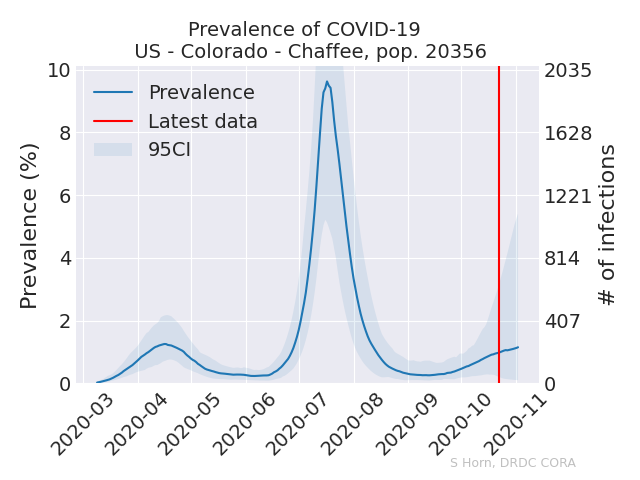 Prevalence of COVID-19
US - Colorado - Chaffee, pop. 20356
Prevalence
Latest data
95CI
Prevalence (%)
10
8
6
4
2
0
2035
1628
1221
814
407
0
# of infections
2020-03
2020-04
2020-05
2020-06
2020-07
2020-08
2020-09
2020-10
2020-11
S Horn, DRDC CORA